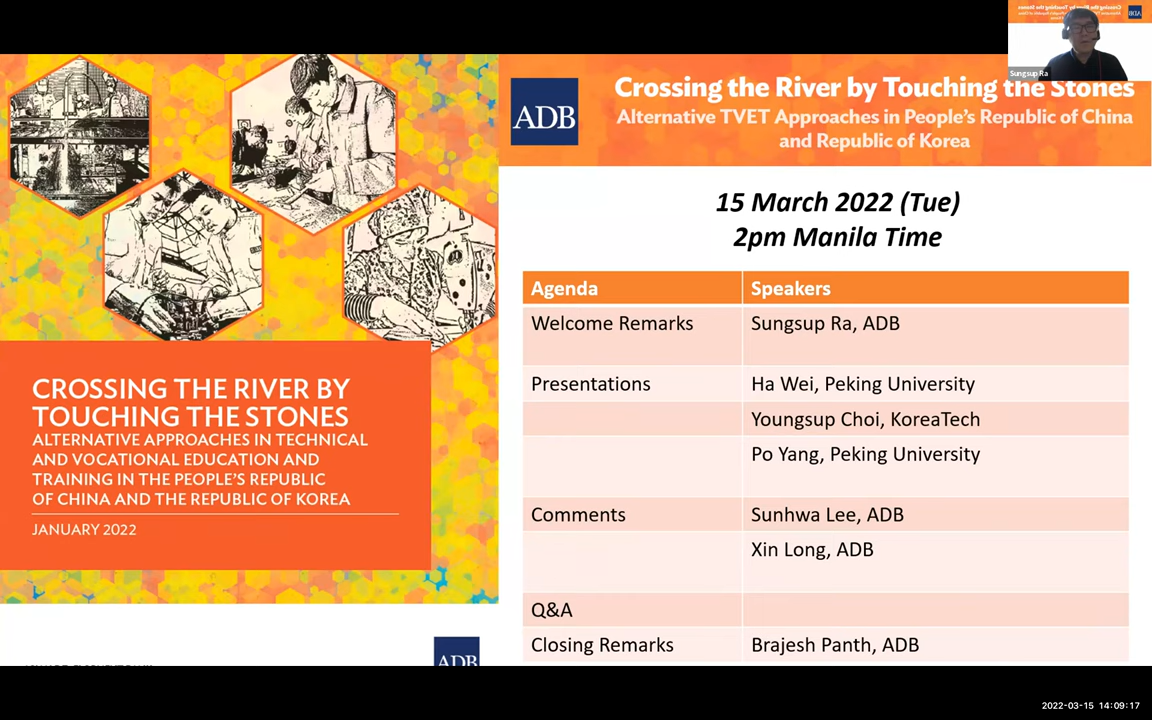 Sungsup Ra
ADB
Crossing the River by Touching the Stones
Alternative TVET Approaches in People's Republic of China
and Republic of Korea
15 March 2022 (Tue)
2pm Manila Time
Agenda Speakers
Welcome Remarks Sungsup Ra, ADB
Presentations Ha Wei, Peking University
Youngsup Choi, KoreaTech
Po Yang, Peking University
Comments Sunhwa Lee, ADB
Xin Long, ADB
Q&A
Closing Remarks Brajesh Panth, ADB
CROSSING THE RIVER BY
TOUCHING THE STONES
ALTERNATIVE APPROACHES IN TECHNICAL
AND VOCATIONAL EDUCATION AND
TRAINING IN THE PEOPLE'S REPUBLIC
OF CHINA AND THE REPUBLIC OF KOREA
JANUARY 2022
ADB
2022-03-15 14:09:17